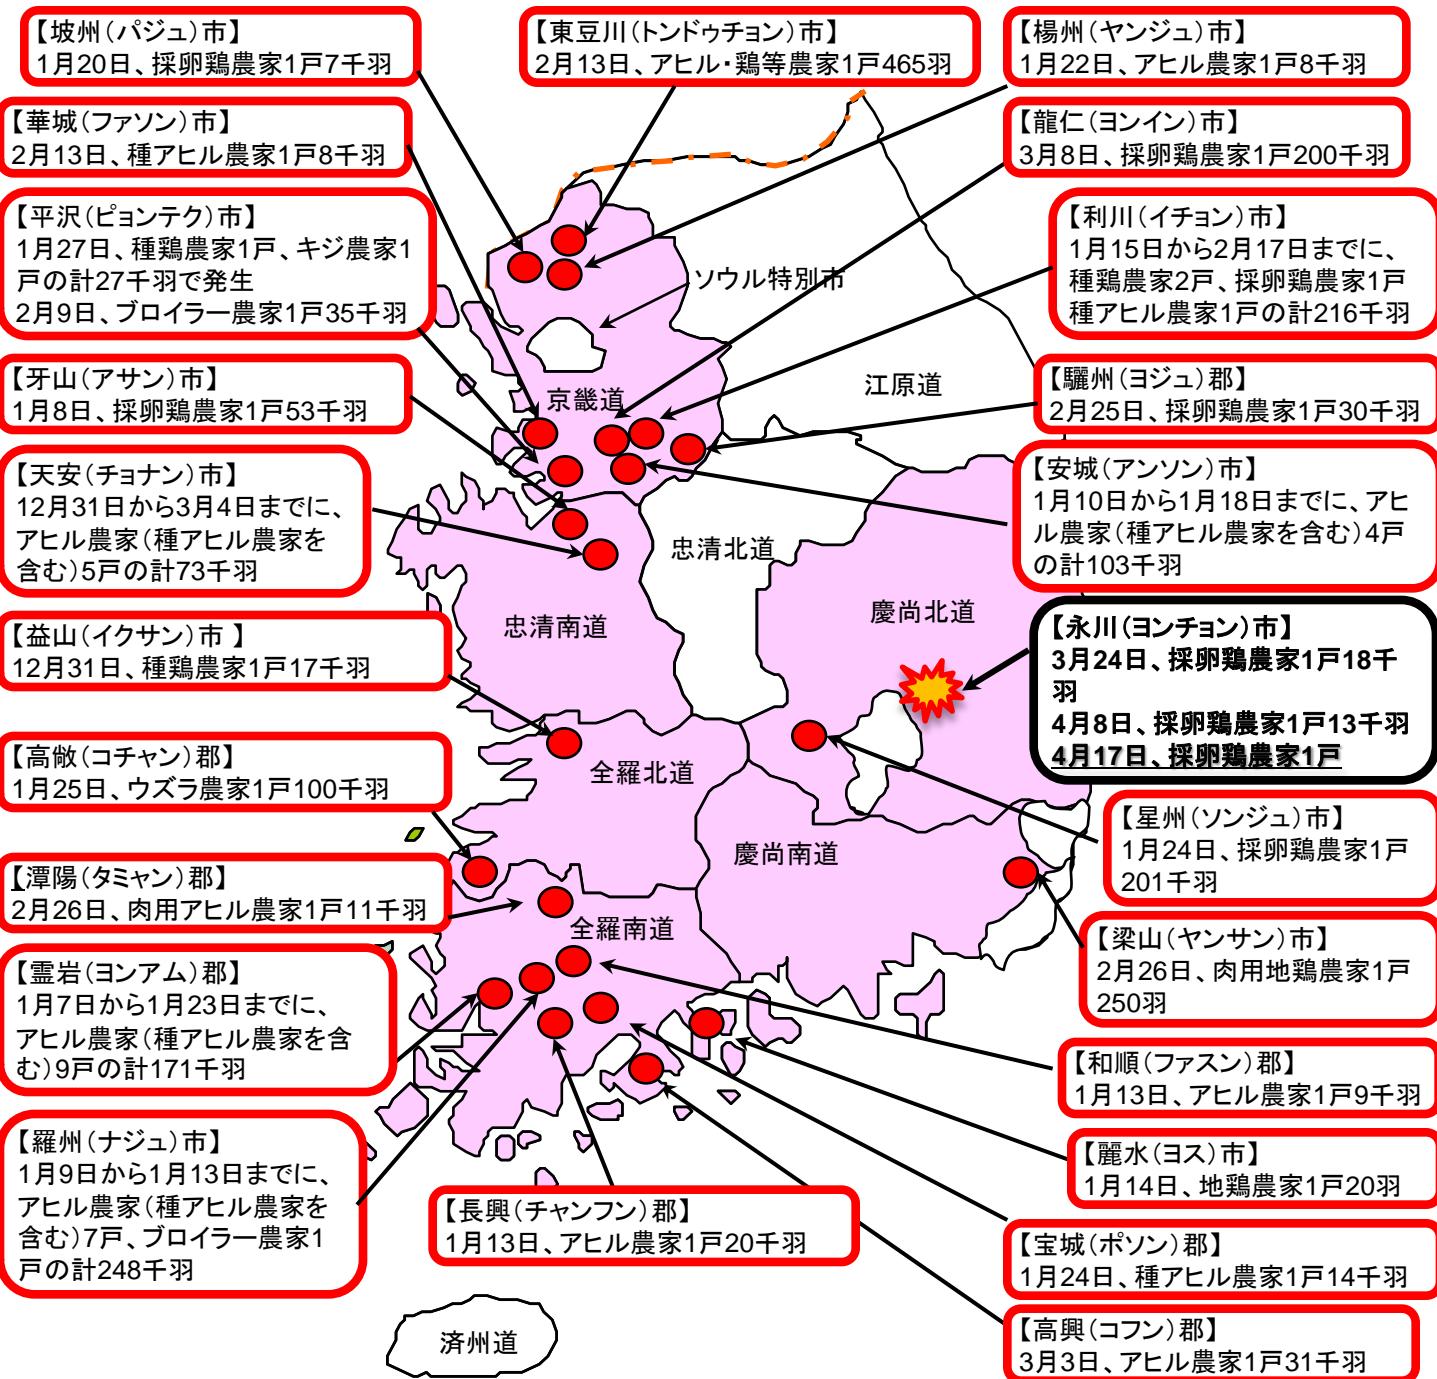 【坡州（パジュ）市】
1月20日、採卵鶏農家1戸7千羽
【東豆川（トンドゥチョン）市】
2月13日、アヒル・鶏等農家1戸465羽
【楊州（ヤンジュ）市】
1月22日、アヒル農家1戸8千羽
【華城（ファソン）市】
2月13日、種アヒル農家1戸8千羽
【龍仁（ヨンイン）市】
3月8日、採卵鶏農家1戸200千羽
【平沢（ピョンテク）市】
1月27日、種鶏農家1戸、キジ農家1
戸の計27千羽で発生
2月9日、ブロイラー農家1戸35千羽
【利川（イチョン）市】
1月15日から2月17日までに、
種鶏農家2戸、採卵鶏農家1戸
種アヒル農家1戸の計216千羽
ソウル特別市
【牙山（アサン）市】
1月8日、採卵鶏農家1戸53千羽
京畿道
江原道
【驪州（ヨジュ）郡】
2月25日、採卵鶏農家1戸30千羽
【天安（チョナン）市】
12月31日から3月4日までに、
アヒル農家（種アヒル農家を
含む）5戸の計73千羽
【安城（アンソン）市】
1月10日から1月18日までに、アヒ
ル農家（種アヒル農家を含む）4戸
の計103千羽
忠清北道
忠清南道
慶尚北道
【益山（イクサン）市 】
12月31日、種鶏農家1戸17千羽
【永川（ヨンチョン）市】
3月24日、採卵鶏農家1戸18千
羽
4月8日、採卵鶏農家1戸13千羽
4月17日、採卵鶏農家1戸
【高敞（コチャン）郡】
1月25日、ウズラ農家1戸100千羽
全羅北道
慶尚南道
【星州（ソンジュ）市】
1月24日、採卵鶏農家1戸
201千羽
【潭陽（タミャン）郡】
2月26日、肉用アヒル農家1戸11千羽
全羅南道
【梁山（ヤンサン）市】
2月26日、肉用地鶏農家1戸
250羽
【霊岩（ヨンアム）郡】
1月7日から1月23日までに、
アヒル農家（種アヒル農家を含
む）9戸の計171千羽
【和順（ファスン）郡】
1月13日、アヒル農家1戸9千羽
【羅州（ナジュ）市】
1月9日から1月13日までに、
アヒル農家（種アヒル農家を
含む）7戸、ブロイラー農家1
戸の計248千羽
【麗水（ヨス）市】
1月14日、地鶏農家1戸20羽
【長興（チャンフン）郡】
1月13日、アヒル農家1戸20千羽
【宝城（ポソン）郡】
1月24日、種アヒル農家1戸14千羽
【高興（コフン）郡】
3月3日、アヒル農家1戸31千羽
済州道